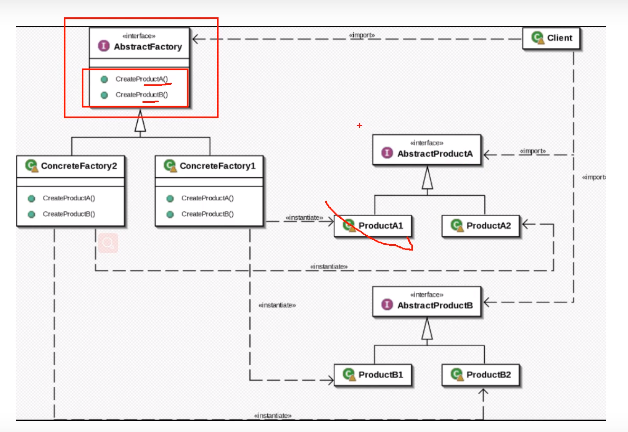 «interface»
AbstractFactory
CreateProductA()
CreateProductB()
«import»
Client
ConcreteFactory2
CreateProductA()
CreateProductB()
ConcreteFactory1
CreateProductA()
CreateProductB()
«interface»
AbstractProductA
«import»
«import»
«instantiate»
ProductA1
ProductA2
«instantiate»
«interface»
AbstractProductB
«instantiate»
ProductB1
ProductB2
«instantiate»